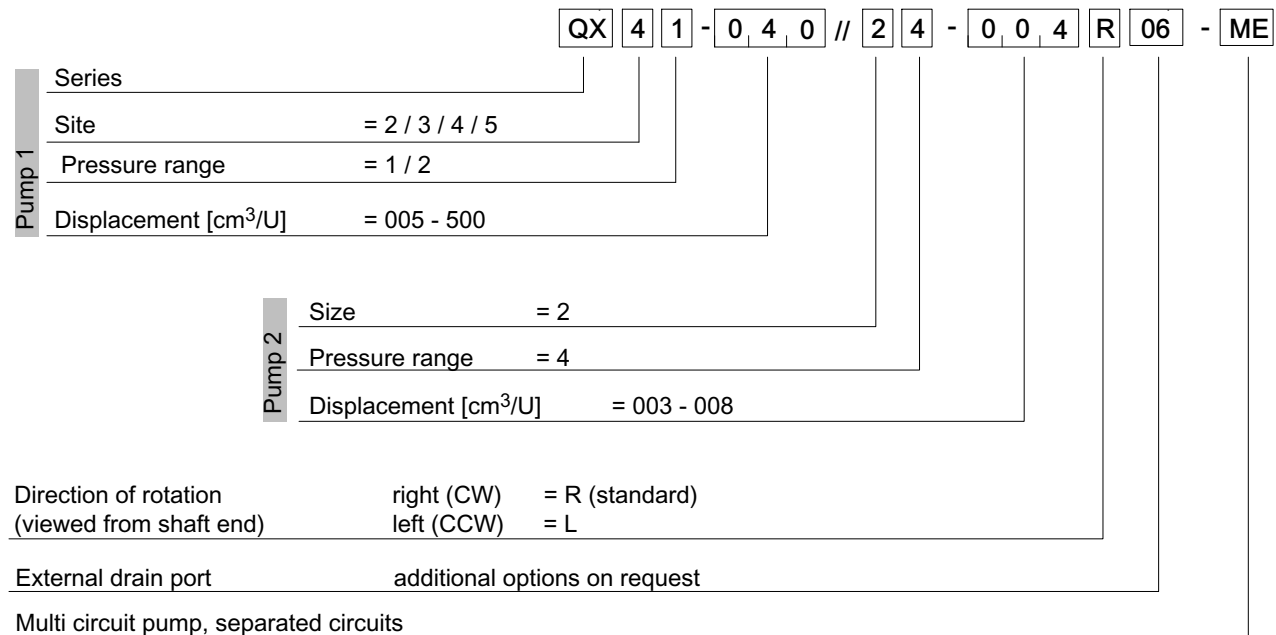 QX 4 1 - 0 4 0 // 2 4 - 0 0 4 R 06 - ME
Pump 1
Series
Site = 2 / 3 / 4 / 5
Pressure range = 1 / 2
Displacement [cm³/U] = 005 - 500
Pump 2
Size = 2
Pressure range = 4
Displacement [cm³/U] = 003 - 008
Direction of rotation right (CW) = R (standard)
(viewed from shaft end) left (CCW) = L
External drain port additional options on request
Multi circuit pump, separated circuits